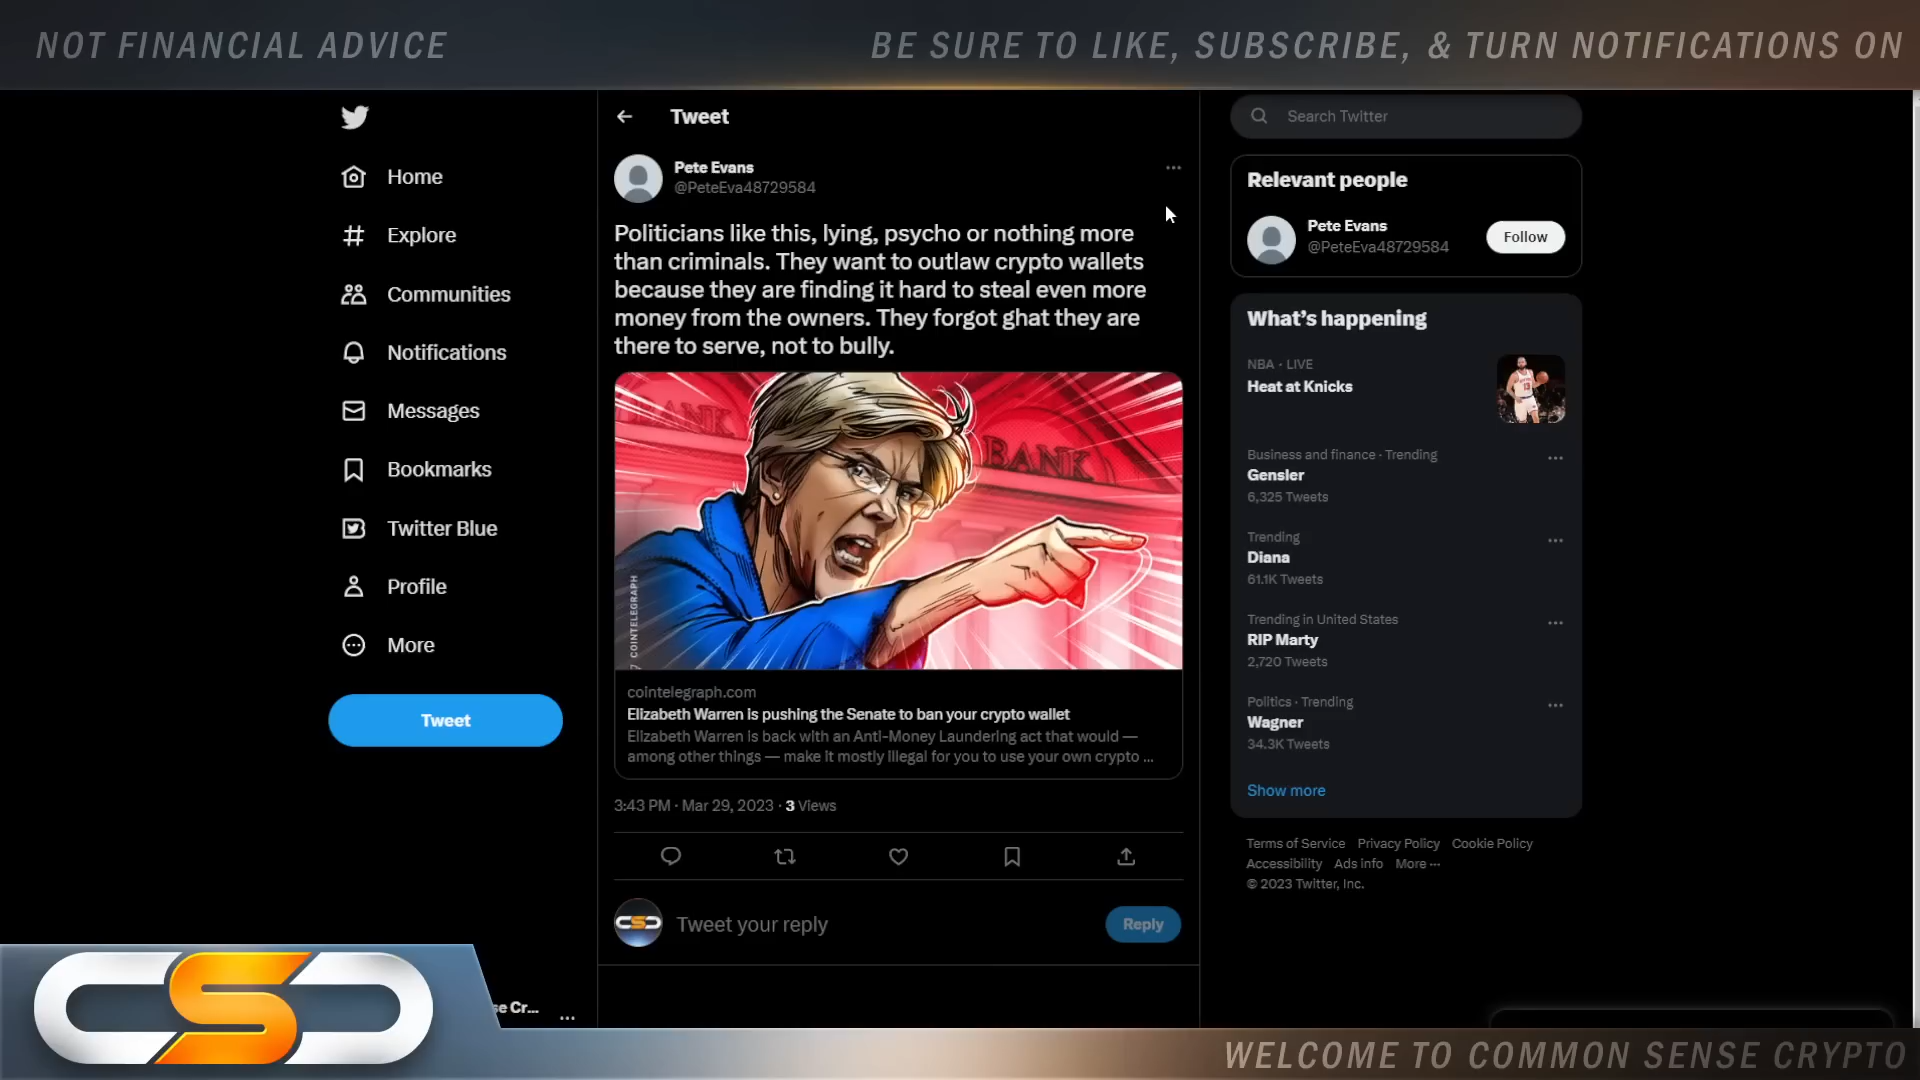 NOT FINANCIAL ADVICE
BE SURE TO LIKE, SUBSCRIBE, & TURN NOTIFICATIONS ON
Home
Explore
Communities
Notifications
Messages
Bookmarks
Twitter Blue
Profile
More
Tweet
se Cr...
Tweet
Pete Evans
@PeteEva48729584
Politicians like this, lying, psycho or nothing more
than criminals. They want to outlaw crypto wallets
because they are finding it hard to steal even more
money from the owners. They forgot ghat they are
there to serve, not to bully.
BANK
BANK
COINTELEGRAPH
cointelegraph.com
Elizabeth Warren is pushing the Senate to ban your crypto wallet
Elizabeth Warren is back with an Anti-Money Laundering act that would —
among other things — make it mostly illegal for you to use your own crypto ...
3:43 PM · Mar 29, 2023 · 3 Views
Tweet your reply
Reply
Search Twitter
Relevant people
Pete Evans
@PeteEva48729584
Follow
What's happening
NBA · LIVE
Heat at Knicks
Business and finance · Trending
Gensler
6,325 Tweets
Trending
Diana
61.1K Tweets
Trending in United States
RIP Marty
2,720 Tweets
Politics · Trending
Wagner
34.3K Tweets
Show more
Terms of Service Privacy Policy Cookie Policy
Accessibility Ads info More ...
© 2023 Twitter, Inc.
CSC
WELCOME TO COMMON SENSE CRYPTO